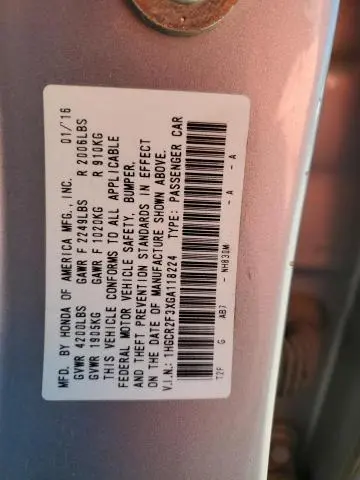 MFD. BY HONDA OF AMERICA MFG., INC. 01/'16
GVWR 4200LBS GAWR F 2249LBS R 2006LBS
GVWR 1905KG GAWR F 1020KG R 910KG
THIS VEHICLE CONFORMS TO ALL APPLICABLE
FEDERAL MOTOR VEHICLE SAFETY, BUMPER,
AND THEFT PREVENTION STANDARDS IN EFFECT
ON THE DATE OF MANUFACTURE SHOWN ABOVE.
V.I.N.: 1HGCR2F3XGA118224 TYPE: PASSENGER CAR
T2F G AB7 - NH830M - A - A